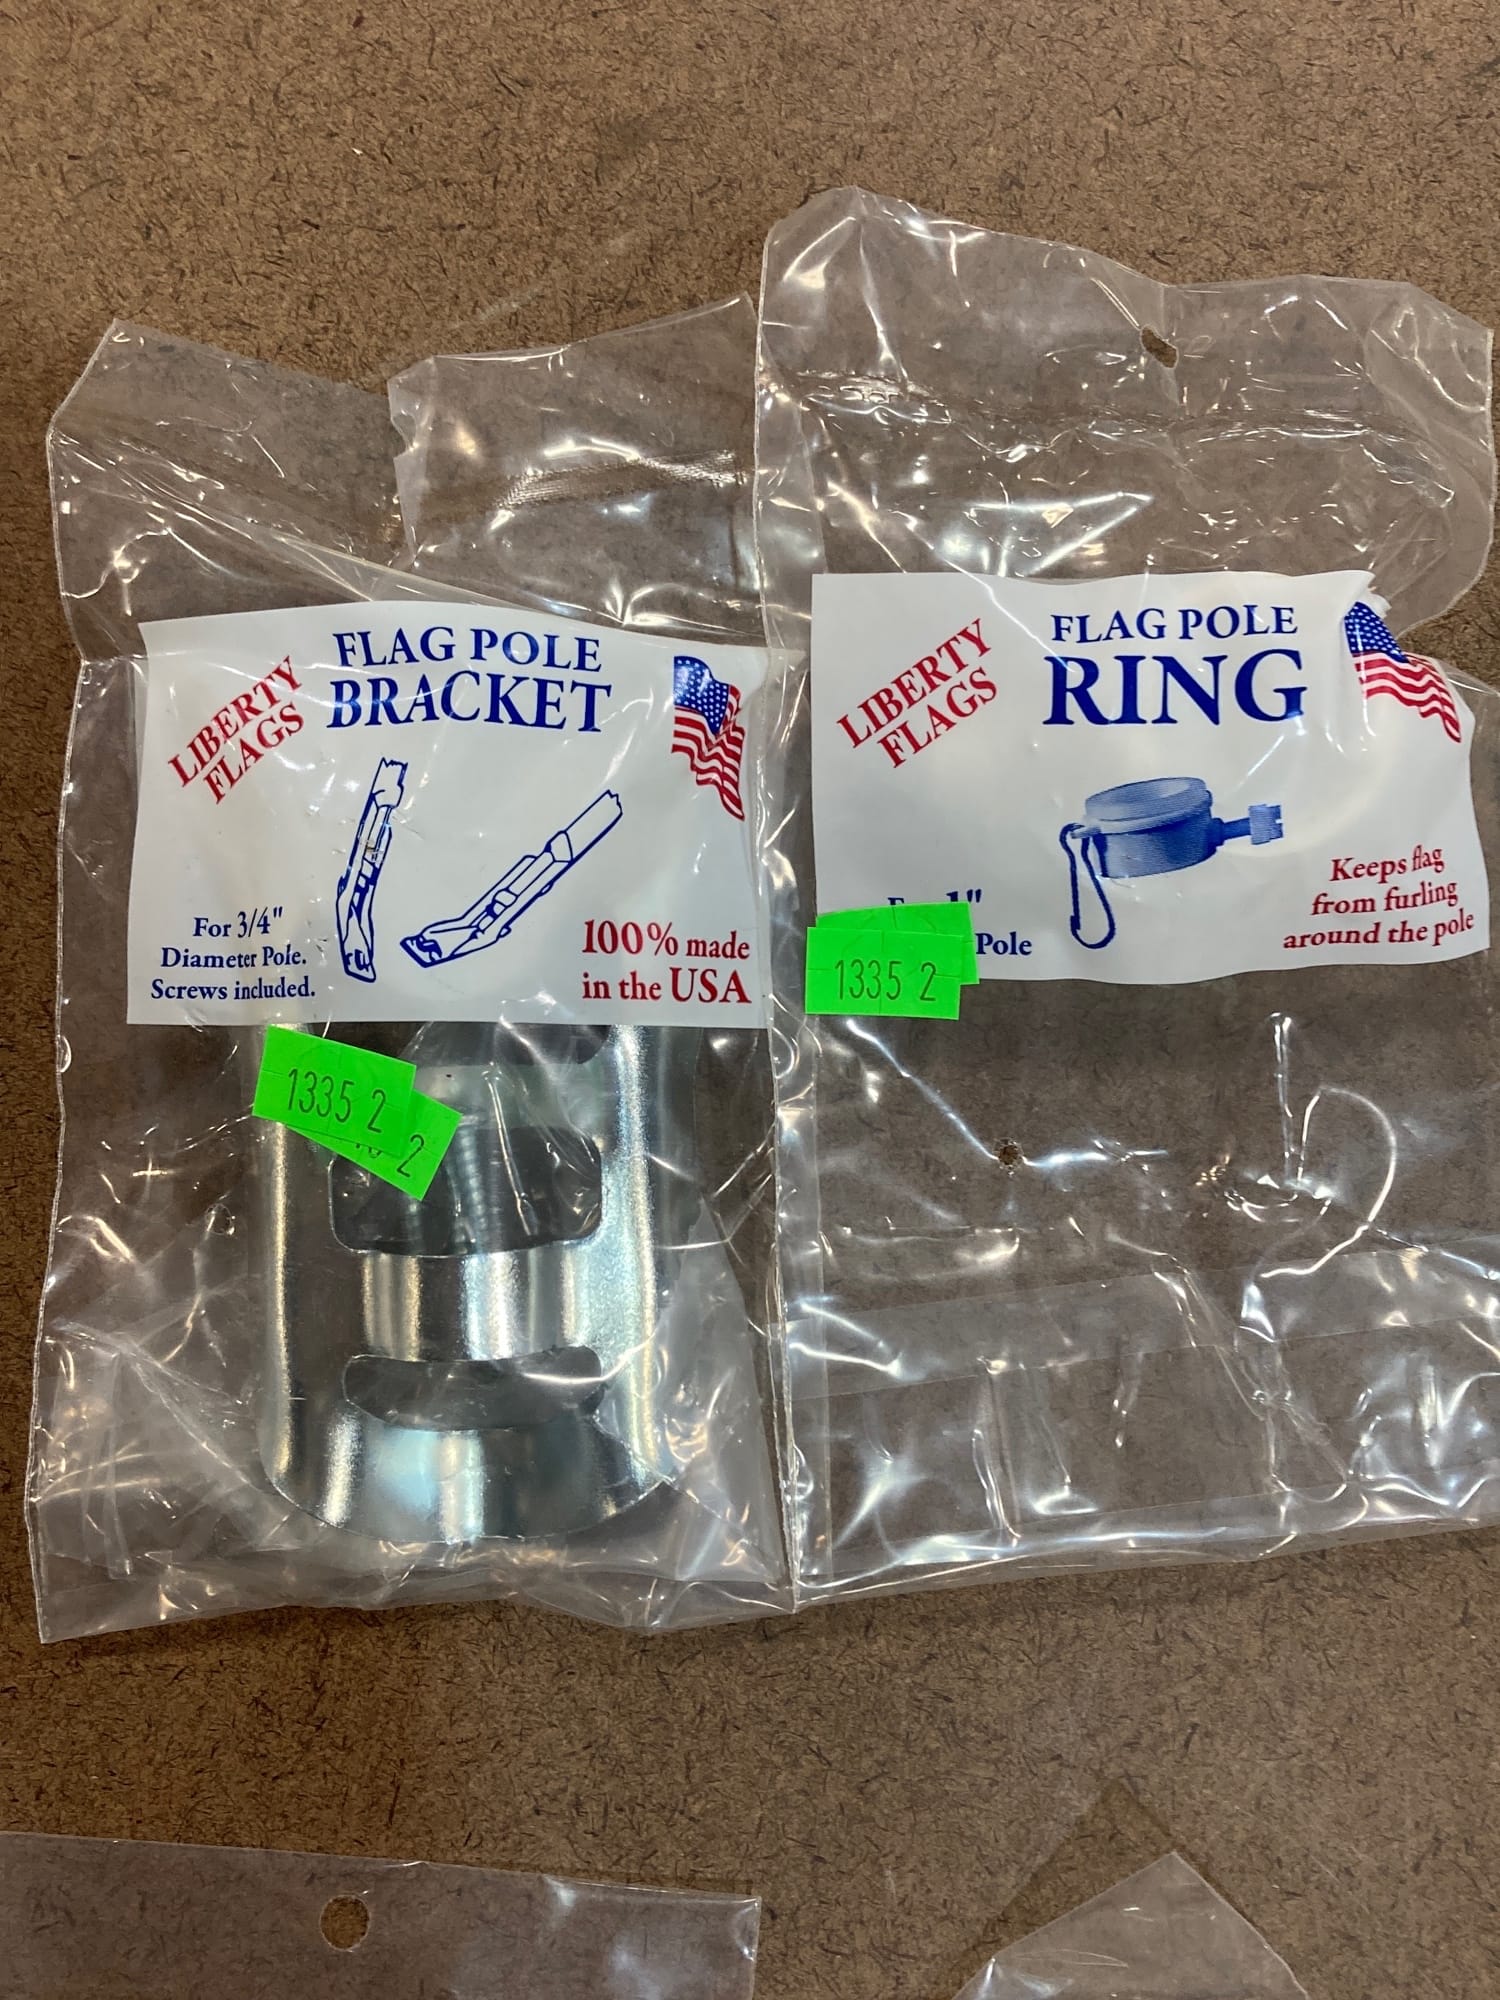 LIBERTY
FLAGS
FLAG POLE
BRACKET
For 3/4"
Diameter Pole.
Screws included.
100% made
in the USA
1335 2
2
LIBERTY
FLAGS
FLAG POLE
RING
1"
Pole
Keeps flag
from furling
around the pole
1335 2